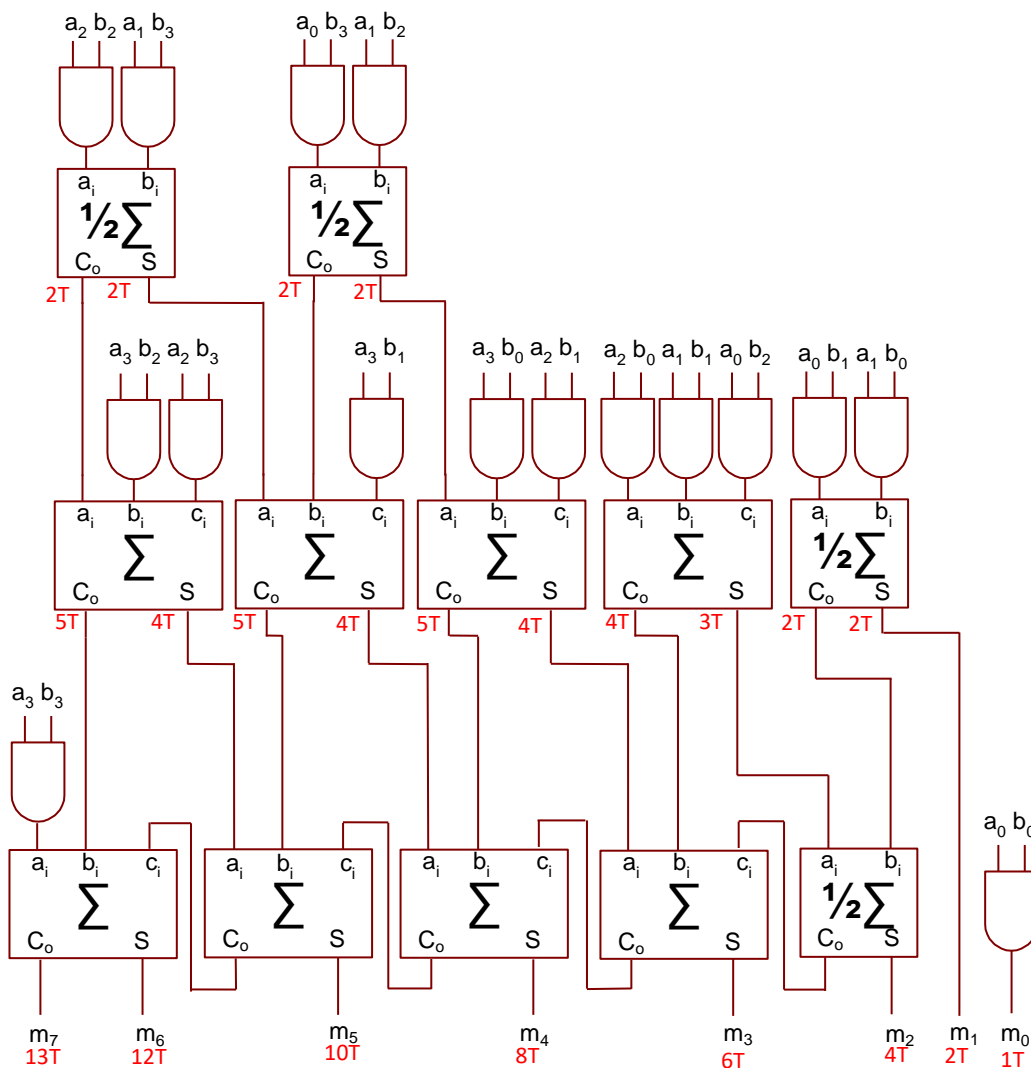 a₂ b₂ a₁ b₃ a₀ b₃ a₁ b₂
aᵢ bᵢ aᵢ bᵢ
½∑ ½∑
Cₒ S Cₒ S
2T 2T 2T 2T
a₃ b₂ a₂ b₃ a₃ b₁ a₃ b₀ a₂ b₁ a₂ b₀ a₁ b₁ a₀ b₂ a₀ b₁ a₁ b₀
aᵢ bᵢ cᵢ aᵢ bᵢ cᵢ aᵢ bᵢ cᵢ aᵢ bᵢ cᵢ aᵢ bᵢ
∑ ∑ ∑ ∑ ½∑
Cₒ S Cₒ S Cₒ S Cₒ S Cₒ S
5T 4T 5T 4T 5T 4T 4T 3T 2T 2T
a₃ b₃
a₀ b₀
aᵢ bᵢ cᵢ aᵢ bᵢ cᵢ aᵢ bᵢ cᵢ aᵢ bᵢ cᵢ aᵢ bᵢ
∑ ∑ ∑ ∑ ½∑
Cₒ S Cₒ S Cₒ S Cₒ S Cₒ S
m₇ m₆ m₅ m₄ m₃ m₂ m₁ m₀
13T 12T 10T 8T 6T 4T 2T 1T